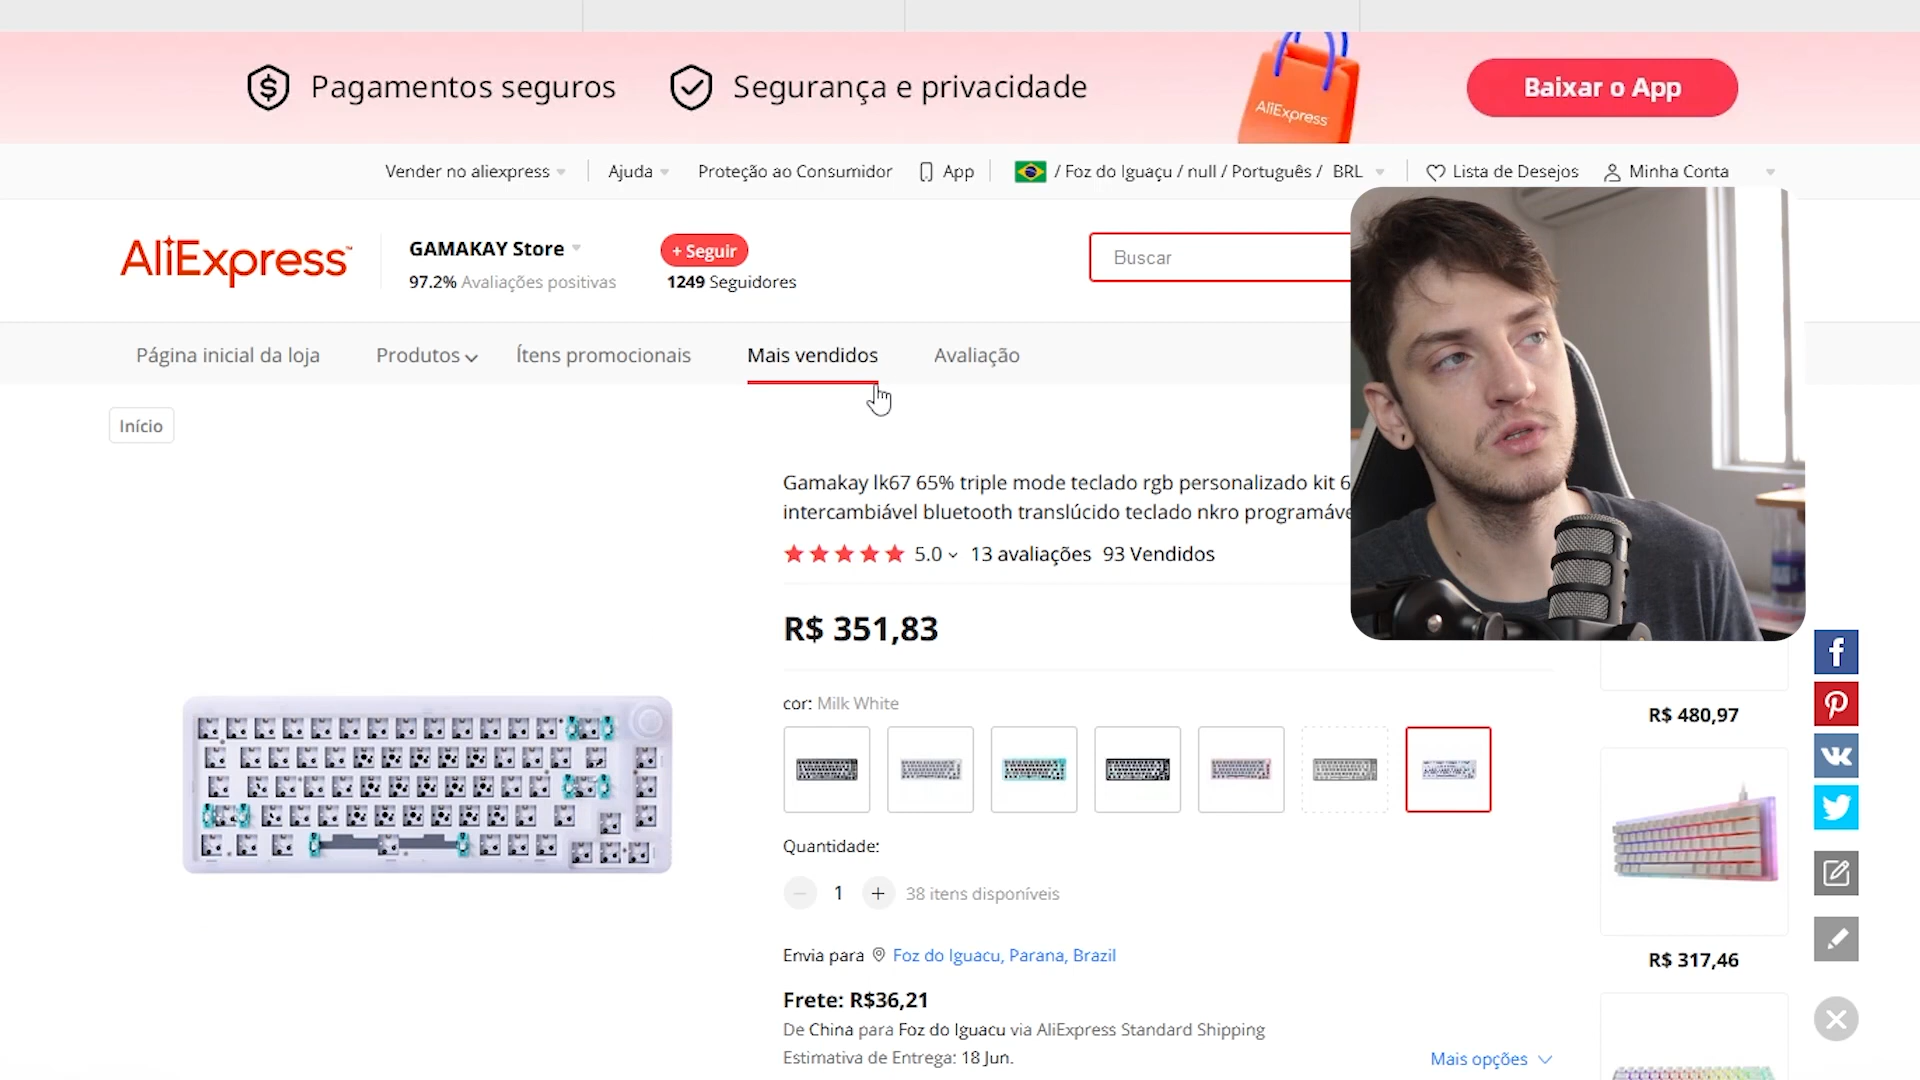 Pagamentos seguros
Segurança e privacidade
AliExpress
Baixar o App
Vender no aliexpress
Ajuda
Proteção ao Consumidor
App
/ Foz do Iguaçu / null / Português / BRL
Lista de Desejos
Minha Conta
AliExpress™
GAMAKAY Store
97.2% Avaliações positivas
+ Seguir
1249 Seguidores
Buscar
Página inicial da loja
Produtos
Ítens promocionais
Mais vendidos
Avaliação
Início
Gamakay lk67 65% triple mode teclado rgb personalizado kit 6
intercambiável bluetooth translúcido teclado nkro
5.0
13 avaliações
93 Vendidos
R$ 351,83
cor: Milk White
Quantidade:
1
38 itens disponíveis
Envia para Foz do Iguacu, Parana, Brazil
Frete: R$36,21
De China para Foz do Iguacu via AliExpress Standard Shipping
Estimativa de Entrega: 18 Jun.
Mais opções
R$ 480,97
R$ 317,46